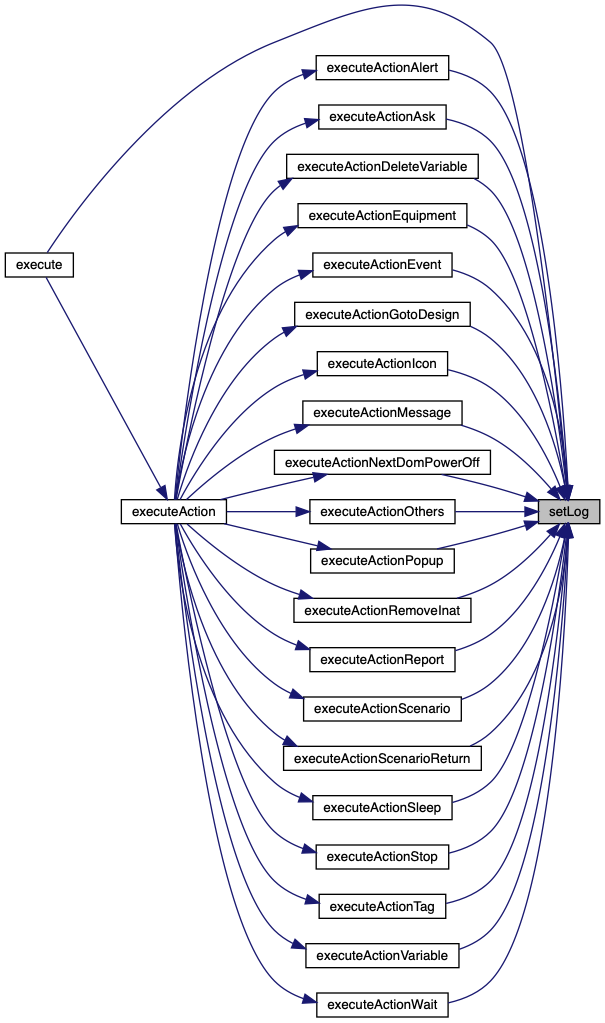 executeActionAlert
executeActionAsk
executeActionDeleteVariable
executeActionEquipment
execute
executeActionEvent
executeActionGotoDesign
executeActionIcon
executeActionMessage
executeActionNextDomPowerOff
executeAction
executeActionOthers
setLog
executeActionPopup
executeActionRemoveInat
executeActionReport
executeActionScenario
executeActionScenarioReturn
executeActionSleep
executeActionStop
executeActionTag
executeActionVariable
executeActionWait